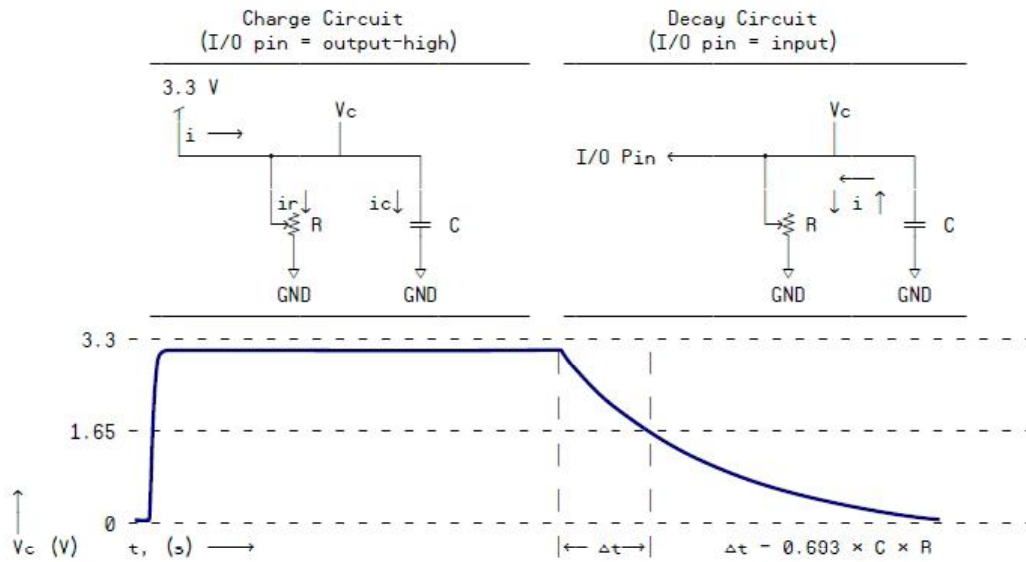 Charge Circuit
(I/O pin = output-high)
Decay Circuit
(I/O pin = input)
3.3 V
Vc
i
ir
R
ic
C
GND
GND
Vc
I/O Pin
i
R
C
GND
GND
3.3
1.65
0
Vc (V)
t, (s)
Δt
Δt - 0.693 × C × R